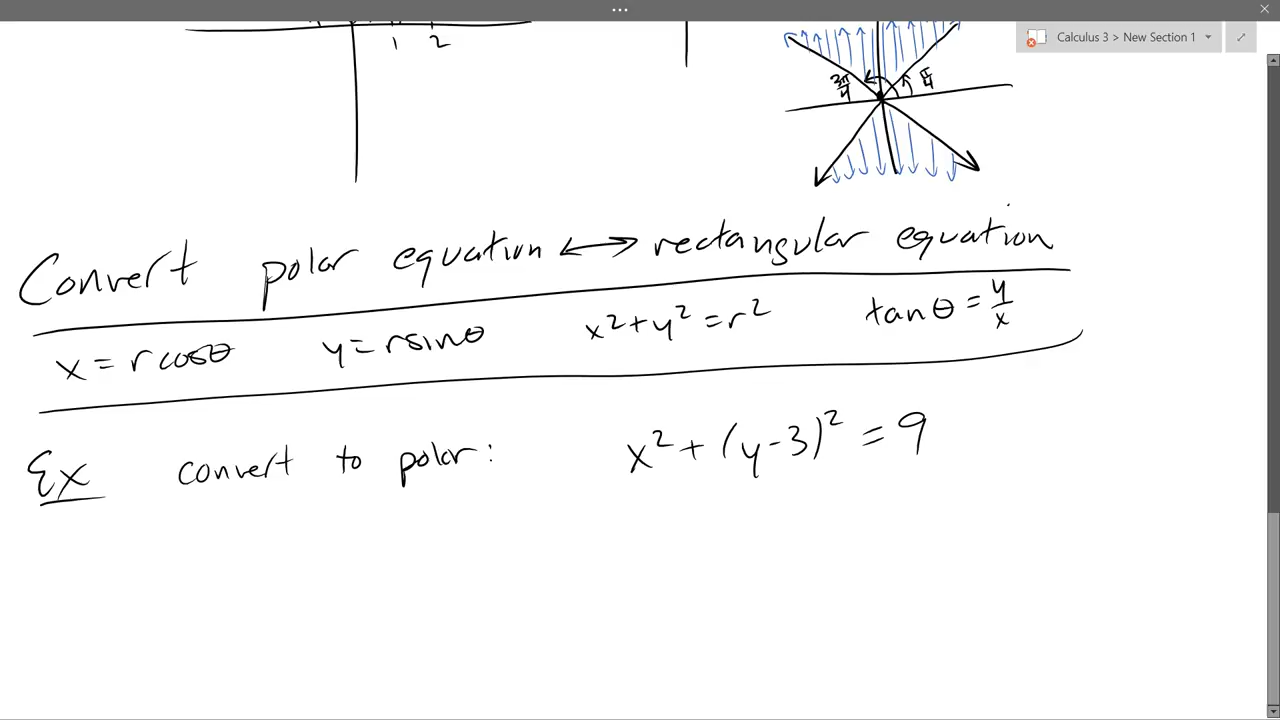 Calculus 3 > New Section 1
1 2
3π/4 π/4
Convert polar equation ↔ rectangular equation
x = r cosθ y = r sinθ x² + y² = r² tanθ = y/x
Ex convert to polar: x² + (y-3)² = 9